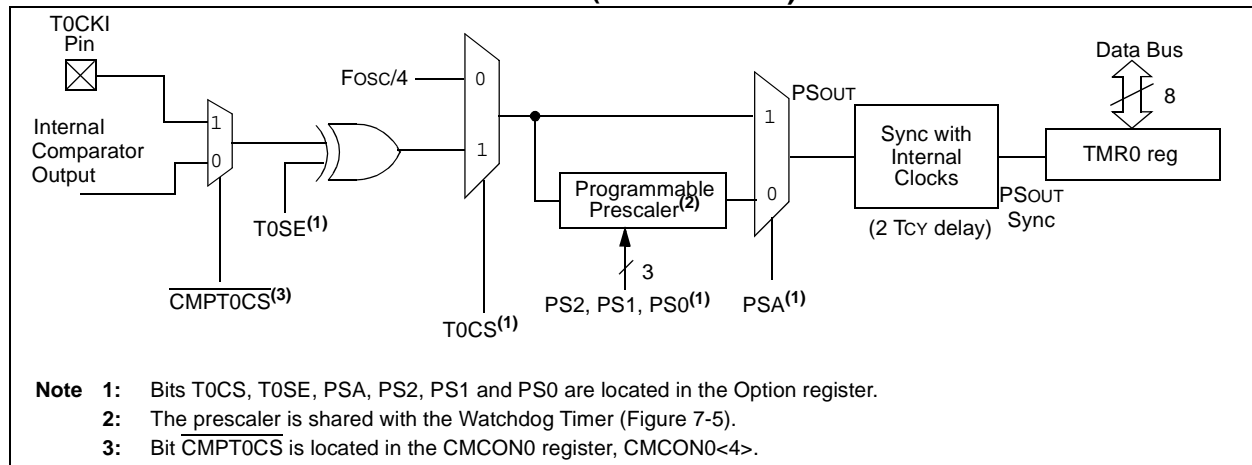 T0CKI
Pin
Internal
Comparator
Output
1
0
CMPT0CS(3)
T0SE(1)
FOSC/4
0
1
T0CS(1)
Programmable
Prescaler(2)
3
PS2, PS1, PS0(1)
1
0
PSA(1)
PSOUT
Sync with
Internal
Clocks
(2 TCY delay)
PSOUT
Sync
Data Bus
8
TMR0 reg
Note 1: Bits T0CS, T0SE, PSA, PS2, PS1 and PS0 are located in the Option register.
2: The prescaler is shared with the Watchdog Timer (Figure 7-5).
3: Bit CMPT0CS is located in the CMCON0 register, CMCON0<4>.